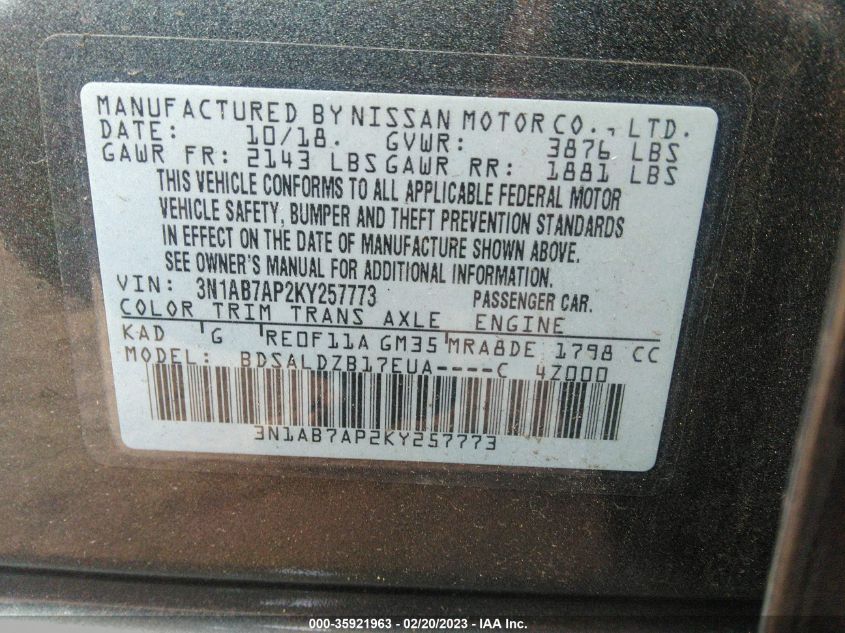 MANUFACTURED BY NISSAN MOTOR CO., LTD.
DATE: 10/18. GVWR: 3876 LBS
GAWR FR: 2143 LBS GAWR RR: 1881 LBS
THIS VEHICLE CONFORMS TO ALL APPLICABLE FEDERAL MOTOR
VEHICLE SAFETY, BUMPER AND THEFT PREVENTION STANDARDS
IN EFFECT ON THE DATE OF MANUFACTURE SHOWN ABOVE.
SEE OWNER'S MANUAL FOR ADDITIONAL INFORMATION.
VIN: 3N1AB7AP2KY257773 PASSENGER CAR.
COLOR TRIM TRANS AXLE ENGINE
KAD G RE0F11A GM35 MRA8DE 1798 CC
MODEL: BDSALDZB17EUA----C 4Z000
3N1AB7AP2KY257773
000-35921963 - 02/20/2023 - IAA Inc.